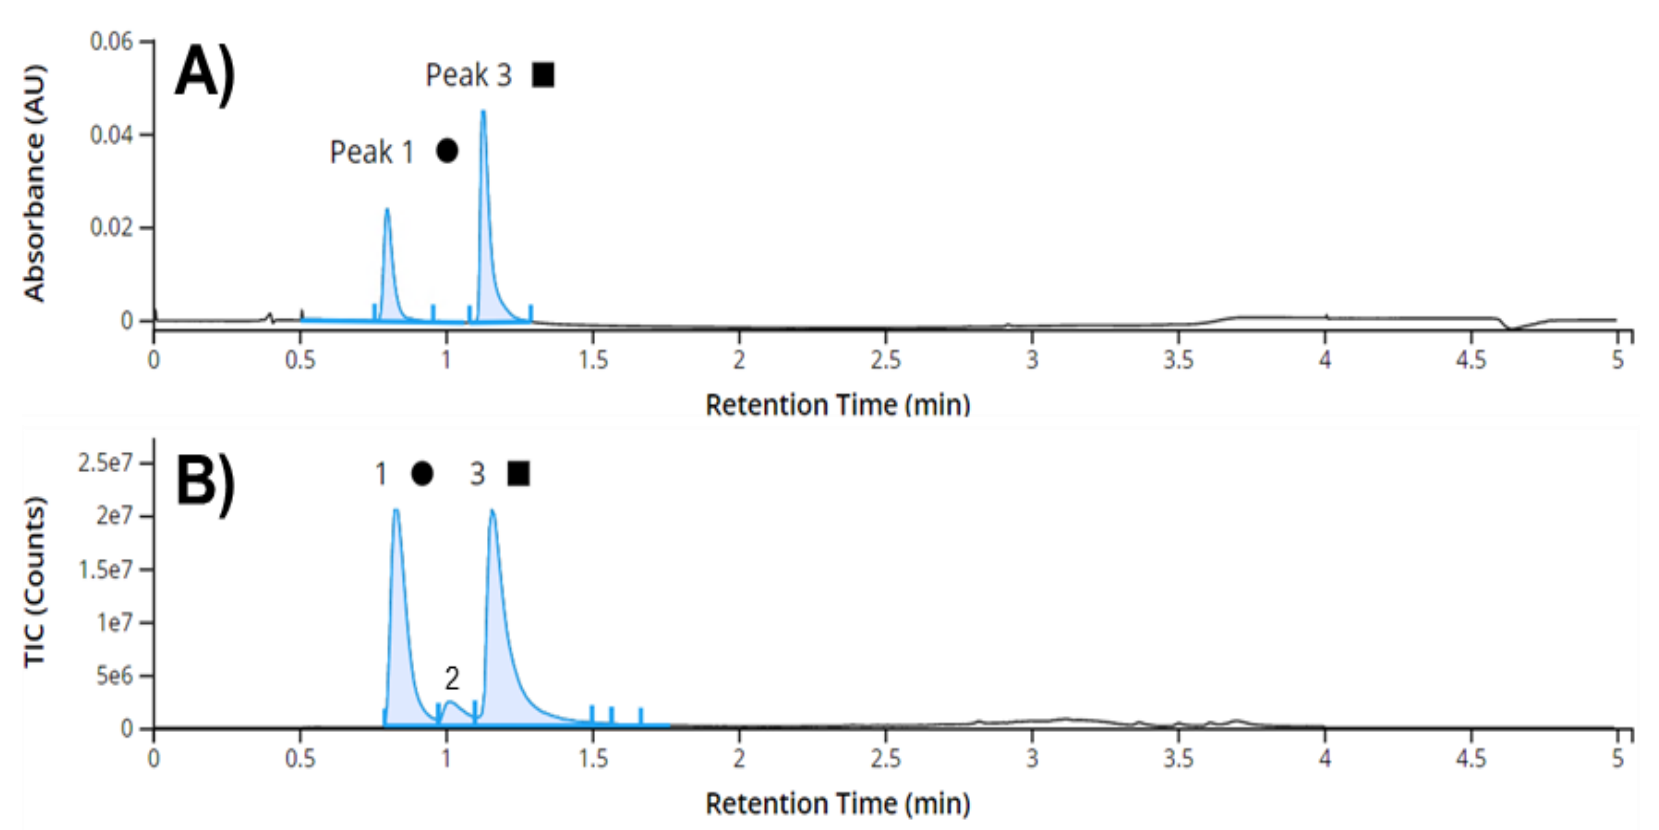 A)
Absorbance (AU)
0.06
0.04
0.02
0
Peak 3
Peak 1
0 0.5 1 1.5 2 2.5 3 3.5 4 4.5 5
Retention Time (min)
B)
TIC (Counts)
2.5e7
2e7
1.5e7
1e7
5e6
0
1 3
2
0 0.5 1 1.5 2 2.5 3 3.5 4 4.5 5
Retention Time (min)